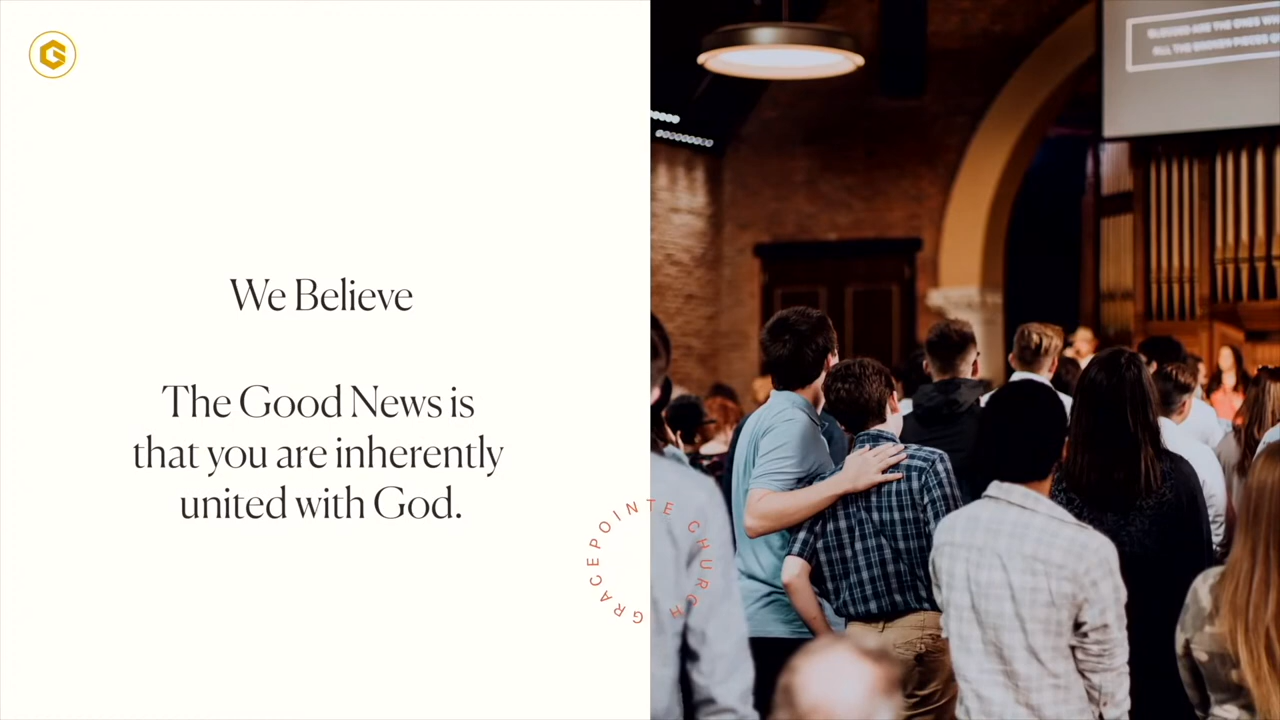 We Believe
The Good News is
that you are inherently
united with God.
GRACEPOINTE CHURCH